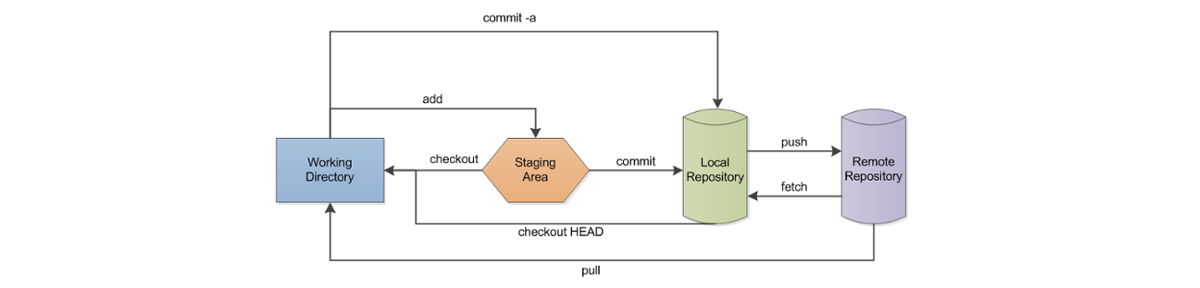 commit -a
add
Working
Directory
checkout
Staging
Area
commit
Local
Repository
push
fetch
Remote
Repository
checkout HEAD
pull